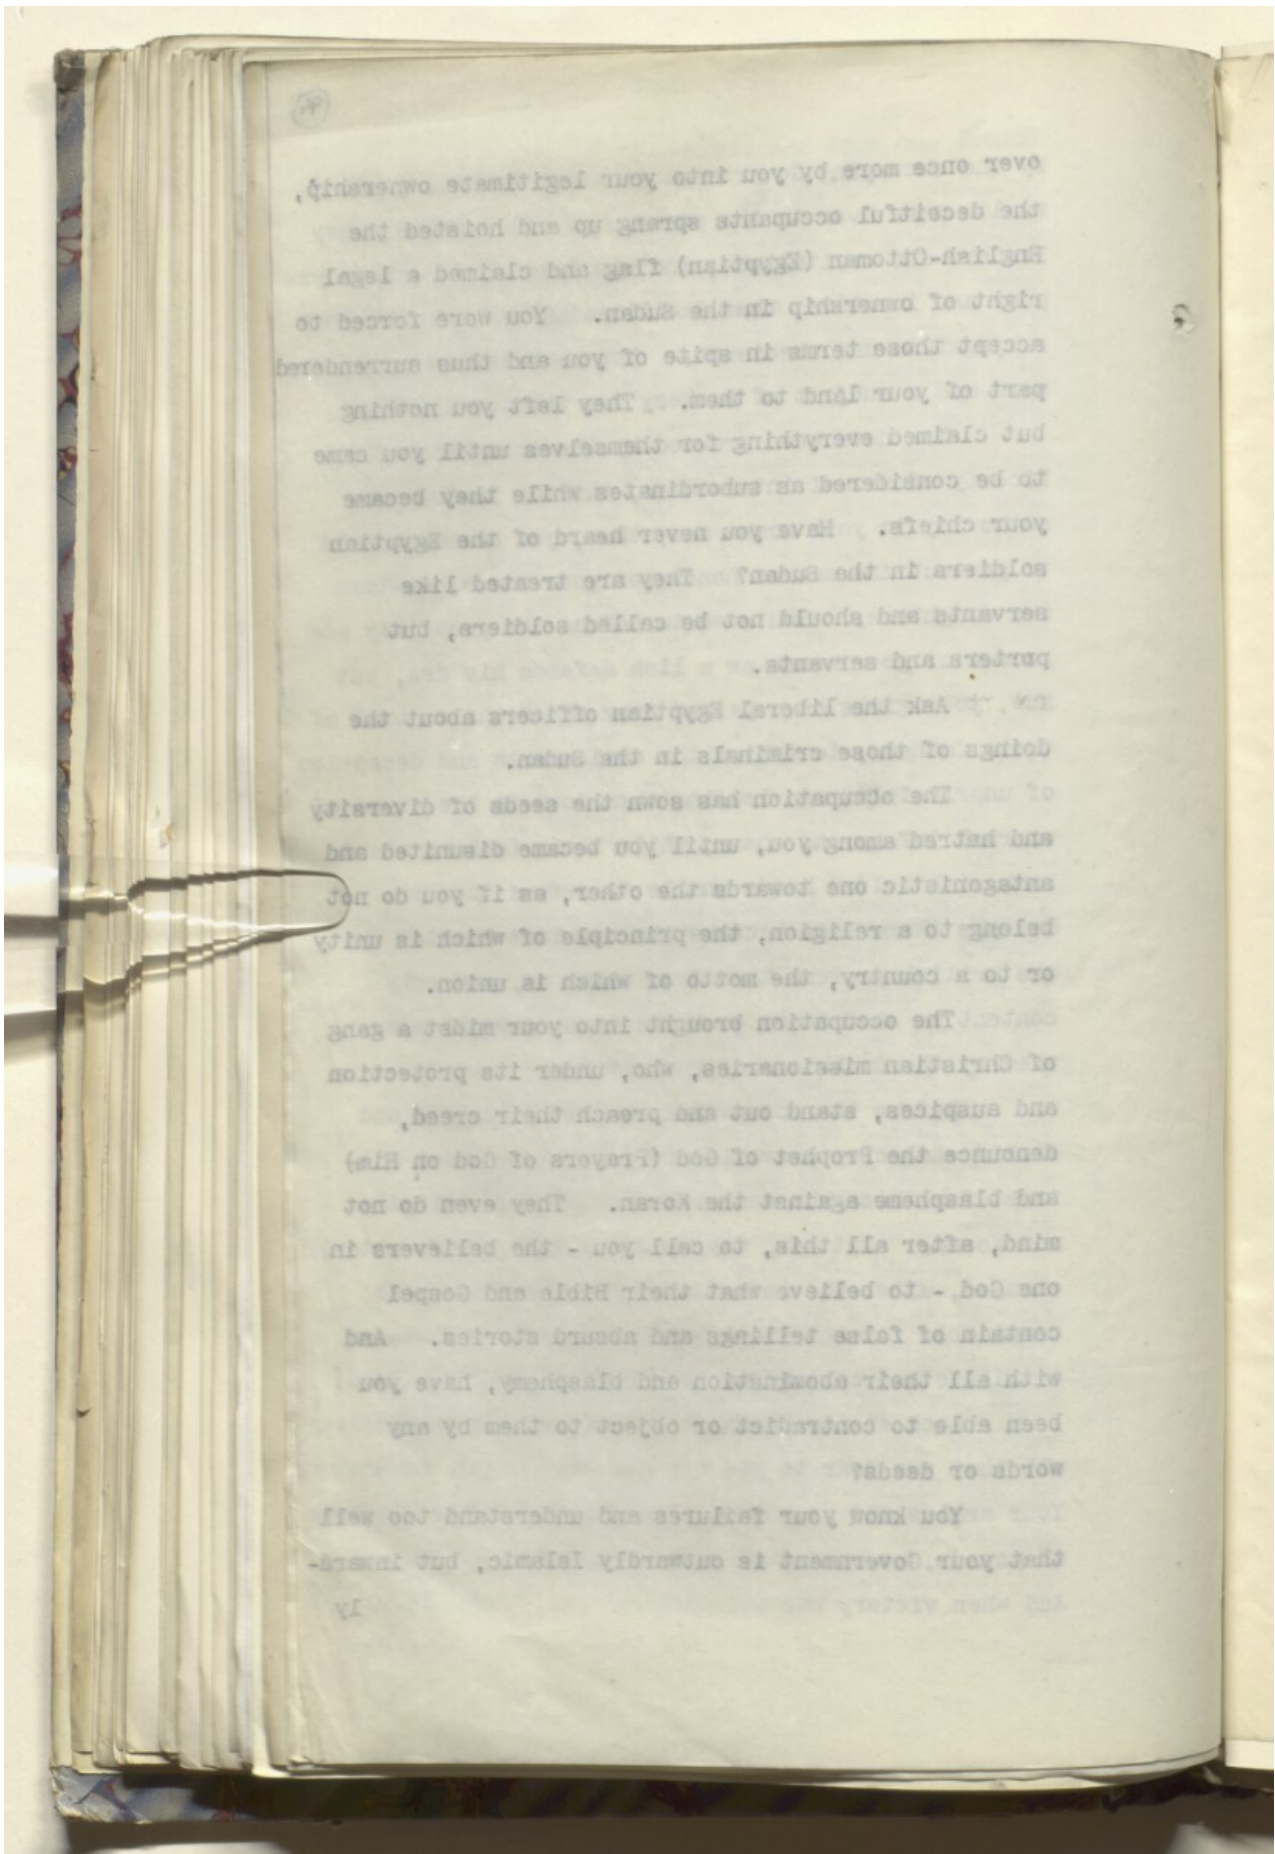 over once more by you into your legitimate ownership,
the deceitful occupants sprang up and hoisted the
English-Ottoman (Egyptian) flag and claimed a legal
right of ownership in the Sudan. You were forced to
accept those terms in spite of you and thus surrendered
part of your land to them. They left you nothing
but claimed everything for themselves until you came
to be considered as subordinates while they became
your chiefs. Have you never heard of the Egyptian
soldiers in the Sudan? They are treated like
servants and should not be called soldiers, but
porters and servants.
Ask the liberal Egyptian officers about the
doings of those criminals in the Sudan.
The occupation has sown the seeds of diversity
and hatred among you, until you became disunited and
antagonistic one towards the other, as if you do not
belong to a religion, the principle of which is unity
or to a country, the motto of which is union.
The occupation brought into your midst a gang
of Christian missionaries, who, under its protection
and auspices, stand out and preach their creed,
denounce the Prophet of God (Prayers of God on Him)
and blaspheme against the Koran. They even do not
mind, after all this, to call you - the believers in
one God - to believe what their Bible and Gospel
contain of false tellings and absurd stories. And
with all their abomination and blasphemy, have you
been able to contradict or object to them by any
words or deeds?
You know your failures and understand too well
that your Government is outwardly Islamic, but inward-
ly